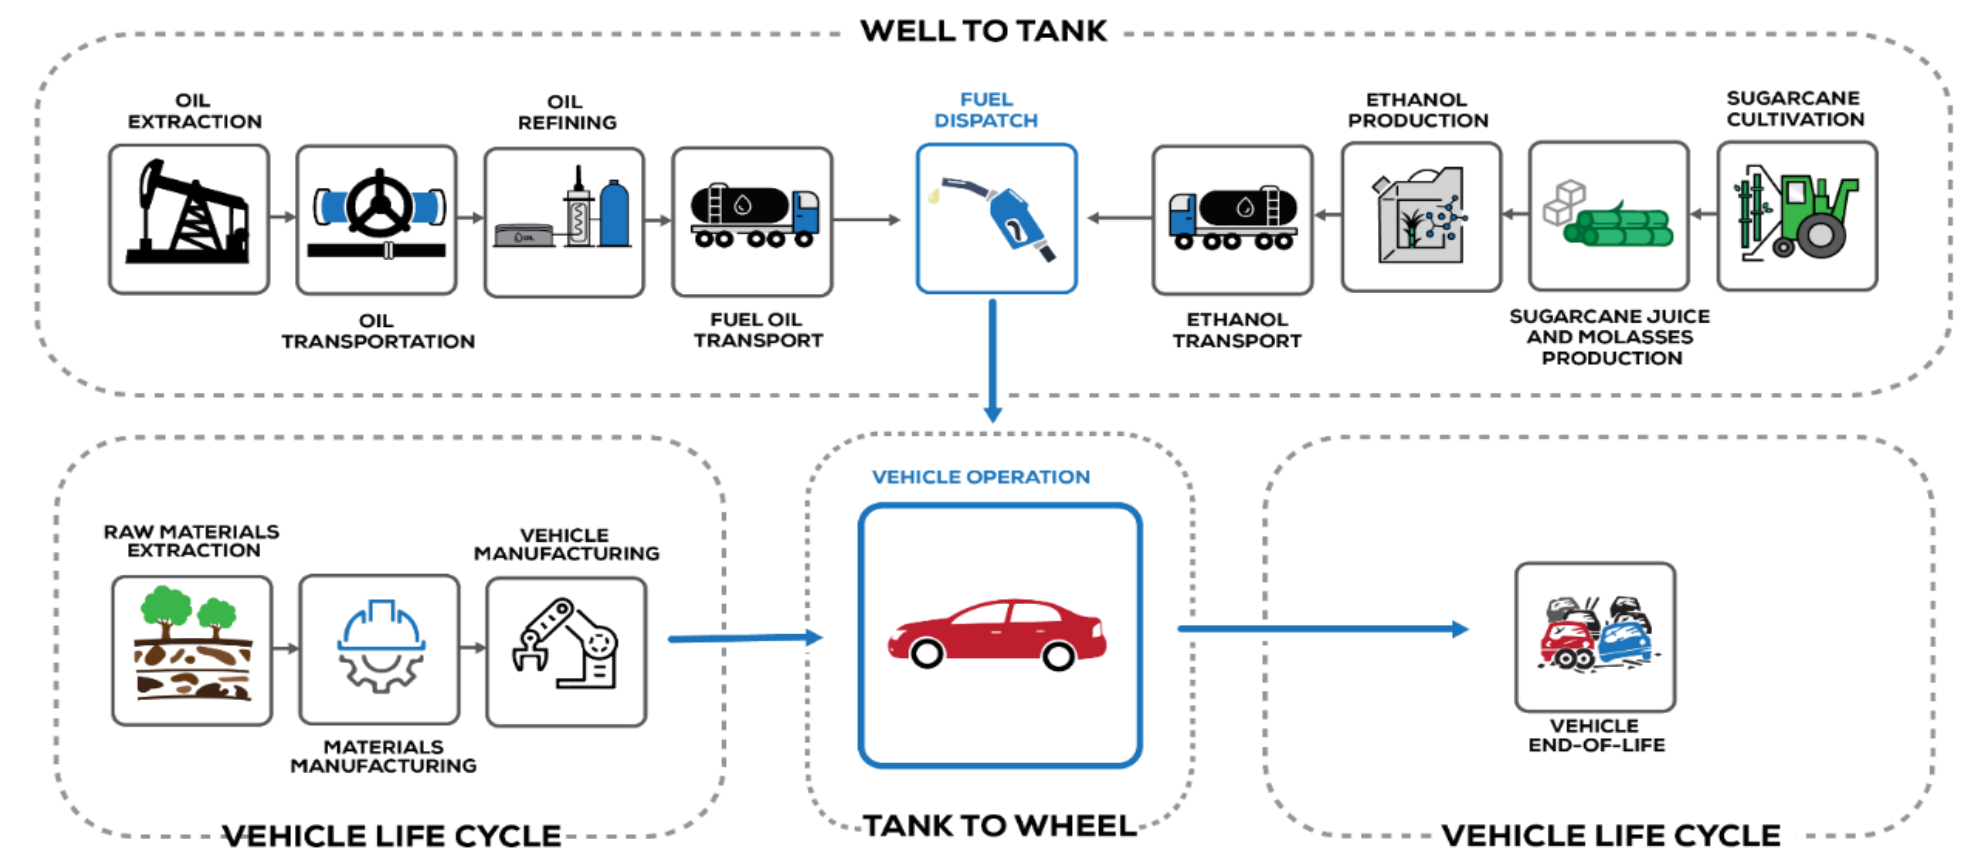 WELL TO TANK
OIL
EXTRACTION
OIL
TRANSPORTATION
OIL
REFINING
OIL
FUEL OIL
TRANSPORT
FUEL
DISPATCH
ETHANOL
TRANSPORT
ETHANOL
PRODUCTION
SUGARCANE JUICE
AND MOLASSES
PRODUCTION
SUGARCANE
CULTIVATION
RAW MATERIALS
EXTRACTION
MATERIALS
MANUFACTURING
VEHICLE
MANUFACTURING
VEHICLE LIFE CYCLE
VEHICLE OPERATION
TANK TO WHEEL
VEHICLE
END-OF-LIFE
VEHICLE LIFE CYCLE